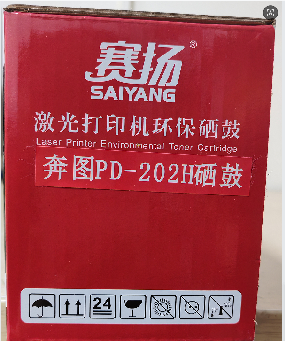 赛扬®
SAIYANG
激光打印机环保硒鼓
Laser Printer Environmental Toner Cartridge
奔图PD-202H硒鼓
24